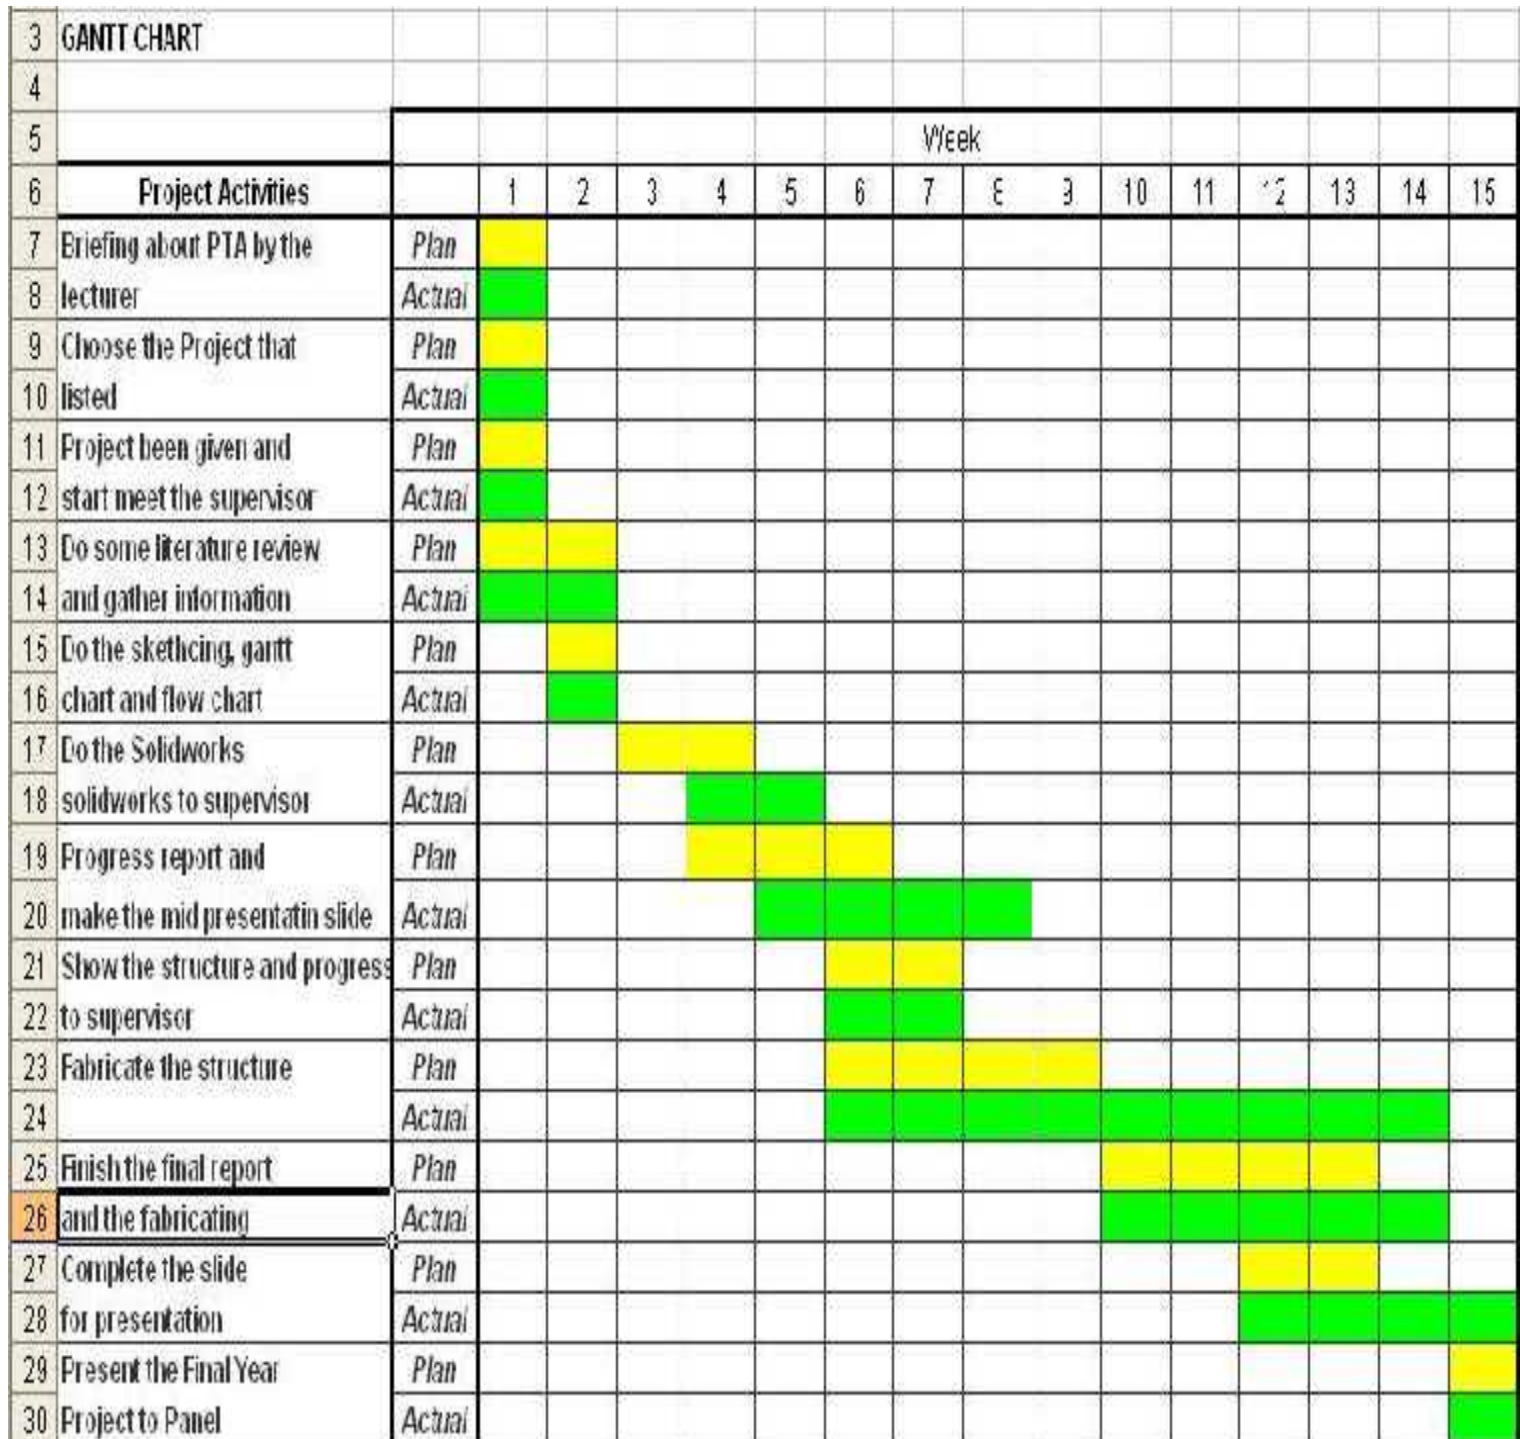 3 GANTT CHART
4
5 Week
6 Project Activities 1 2 3 4 5 6 7 8 9 10 11 12 13 14 15
7 Briefing about PTA by the Plan
8 lecturer Actual
9 Choose the Project that Plan
10 listed Actual
11 Project been given and Plan
12 start meet the supervisor Actual
13 Do some literature review Plan
14 and gather information Actual
15 Do the skethcing, gantt Plan
16 chart and flow chart Actual
17 Do the Solidworks Plan
18 solidworks to supervisor Actual
19 Progress report and Plan
20 make the mid presentatin slide Actual
21 Show the structure and progress Plan
22 to supervisor Actual
23 Fabricate the structure Plan
24 Actual
25 Finish the final report Plan
26 and the fabricating Actual
27 Complete the slide Plan
28 for presentation Actual
29 Present the Final Year Plan
30 Project to Panel Actual